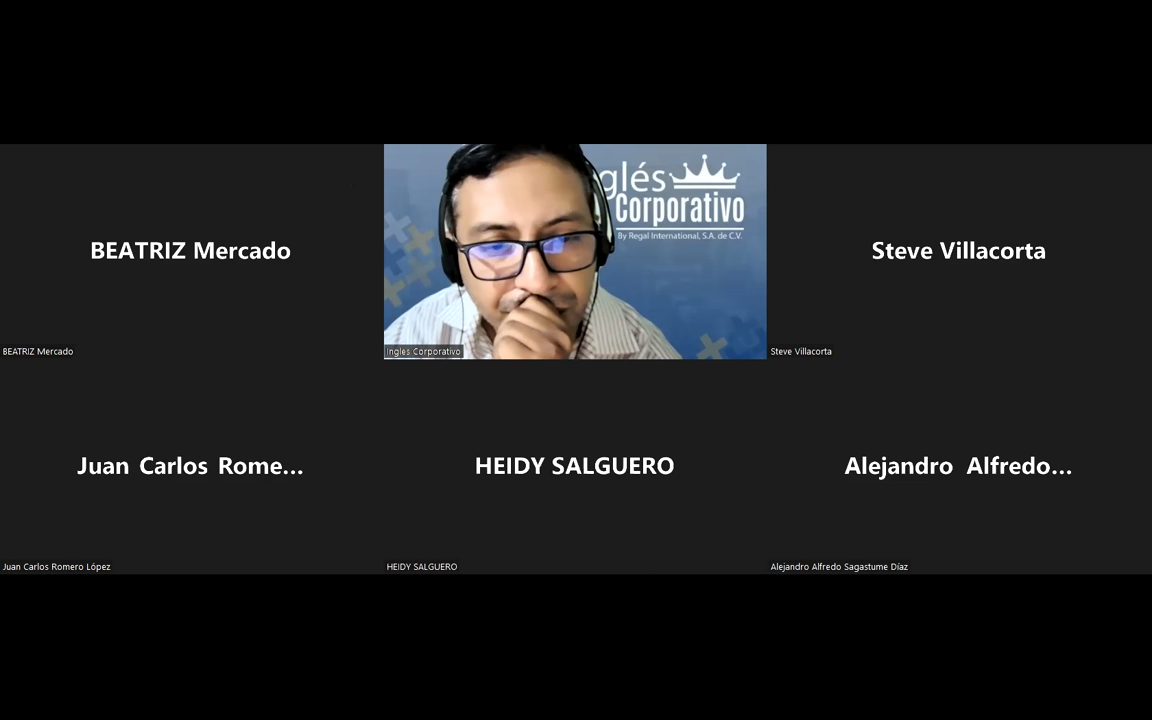 BEATRIZ Mercado
BEATRIZ Mercado
glés
Corporativo
By Regal International, S.A. de C.V.
Inglés Corporativo
Steve Villacorta
Steve Villacorta
Juan Carlos Rome...
Juan Carlos Romero López
HEIDY SALGUERO
HEIDY SALGUERO
Alejandro Alfredo...
Alejandro Alfredo Sagastume Díaz